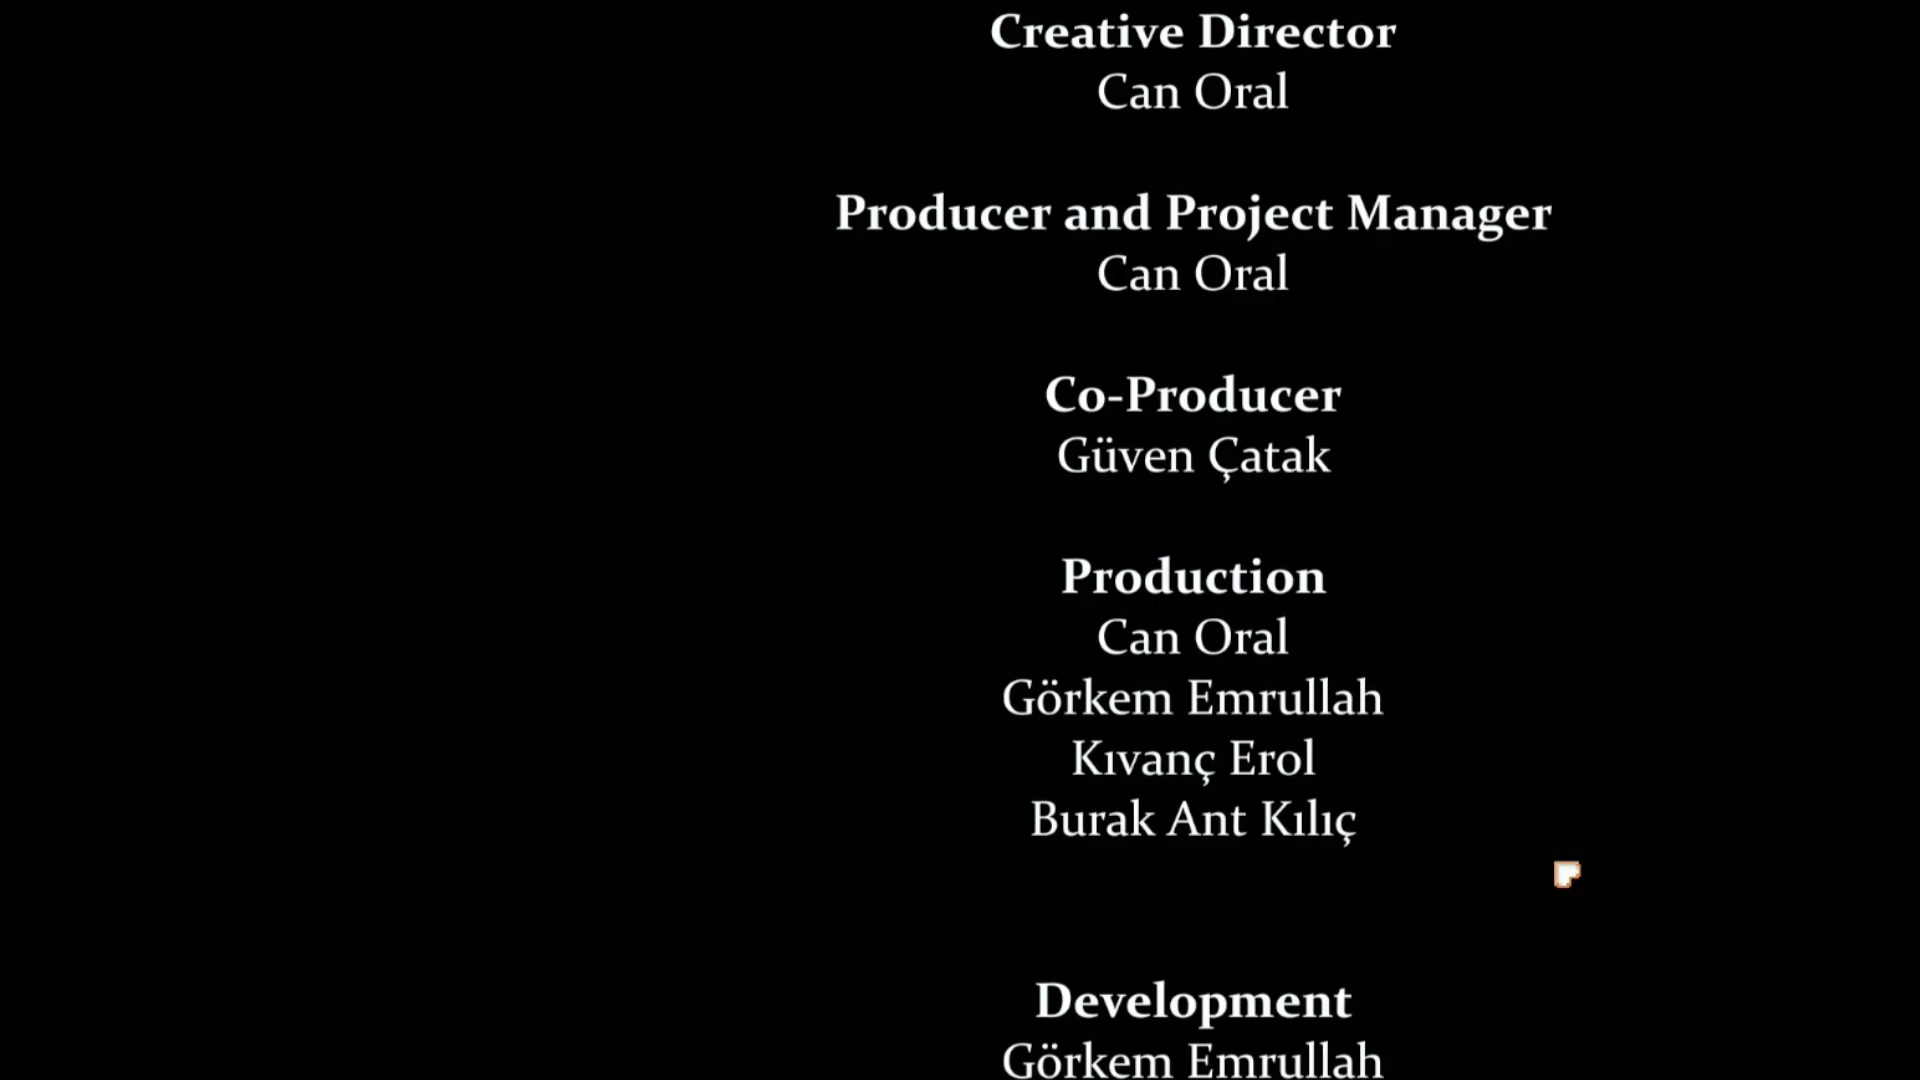 Creative Director
Can Oral
Producer and Project Manager
Can Oral
Co-Producer
Güven Çatak
Production
Can Oral
Görkem Emrullah
Kıvanç Erol
Burak Ant Kılıç
Development
Görkem Emrullah